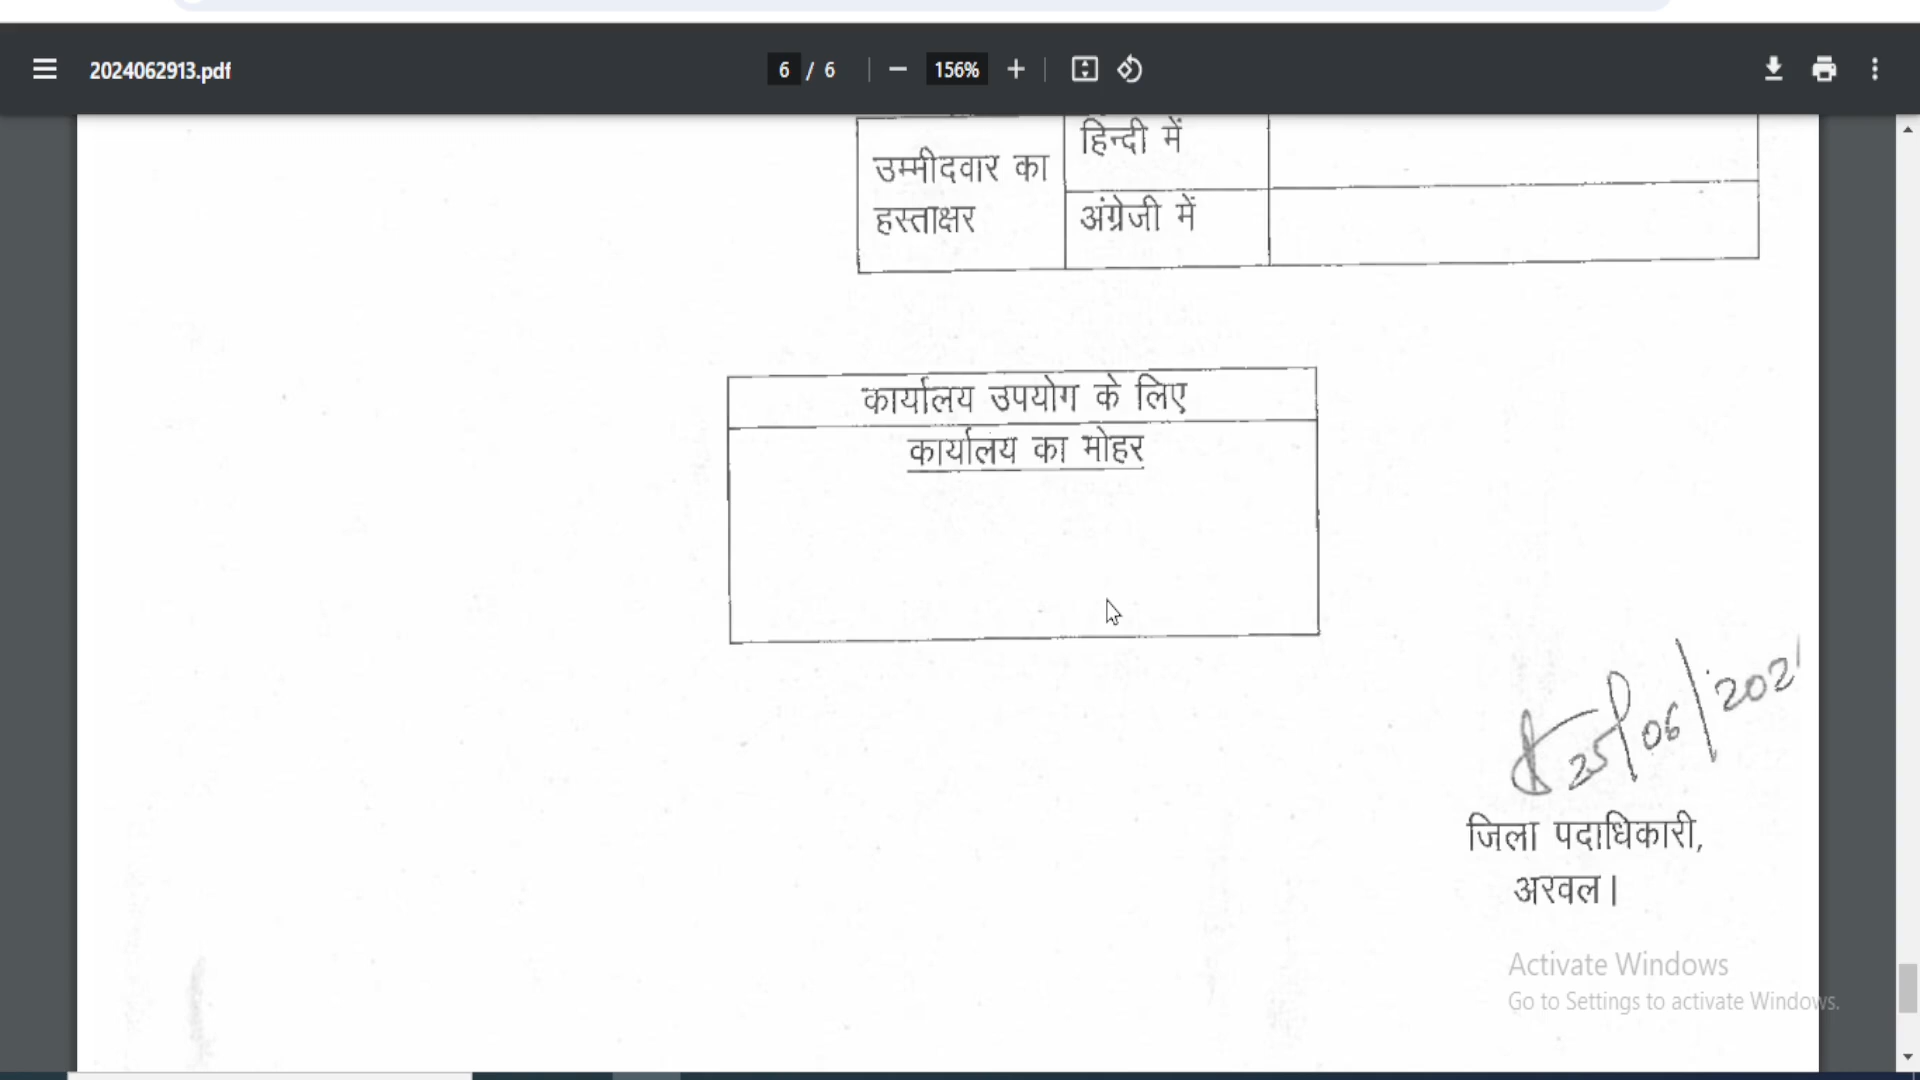 2024062913.pdf
6 / 6
156%
हिन्दी में
उम्मीदवार का
हस्ताक्षर
अंग्रेजी में
कार्यालय उपयोग के लिए
कार्यालय का मोहर
25/06/202
जिला पदाधिकारी,
अरवल।
Activate Windows
Go to Settings to activate Windows.